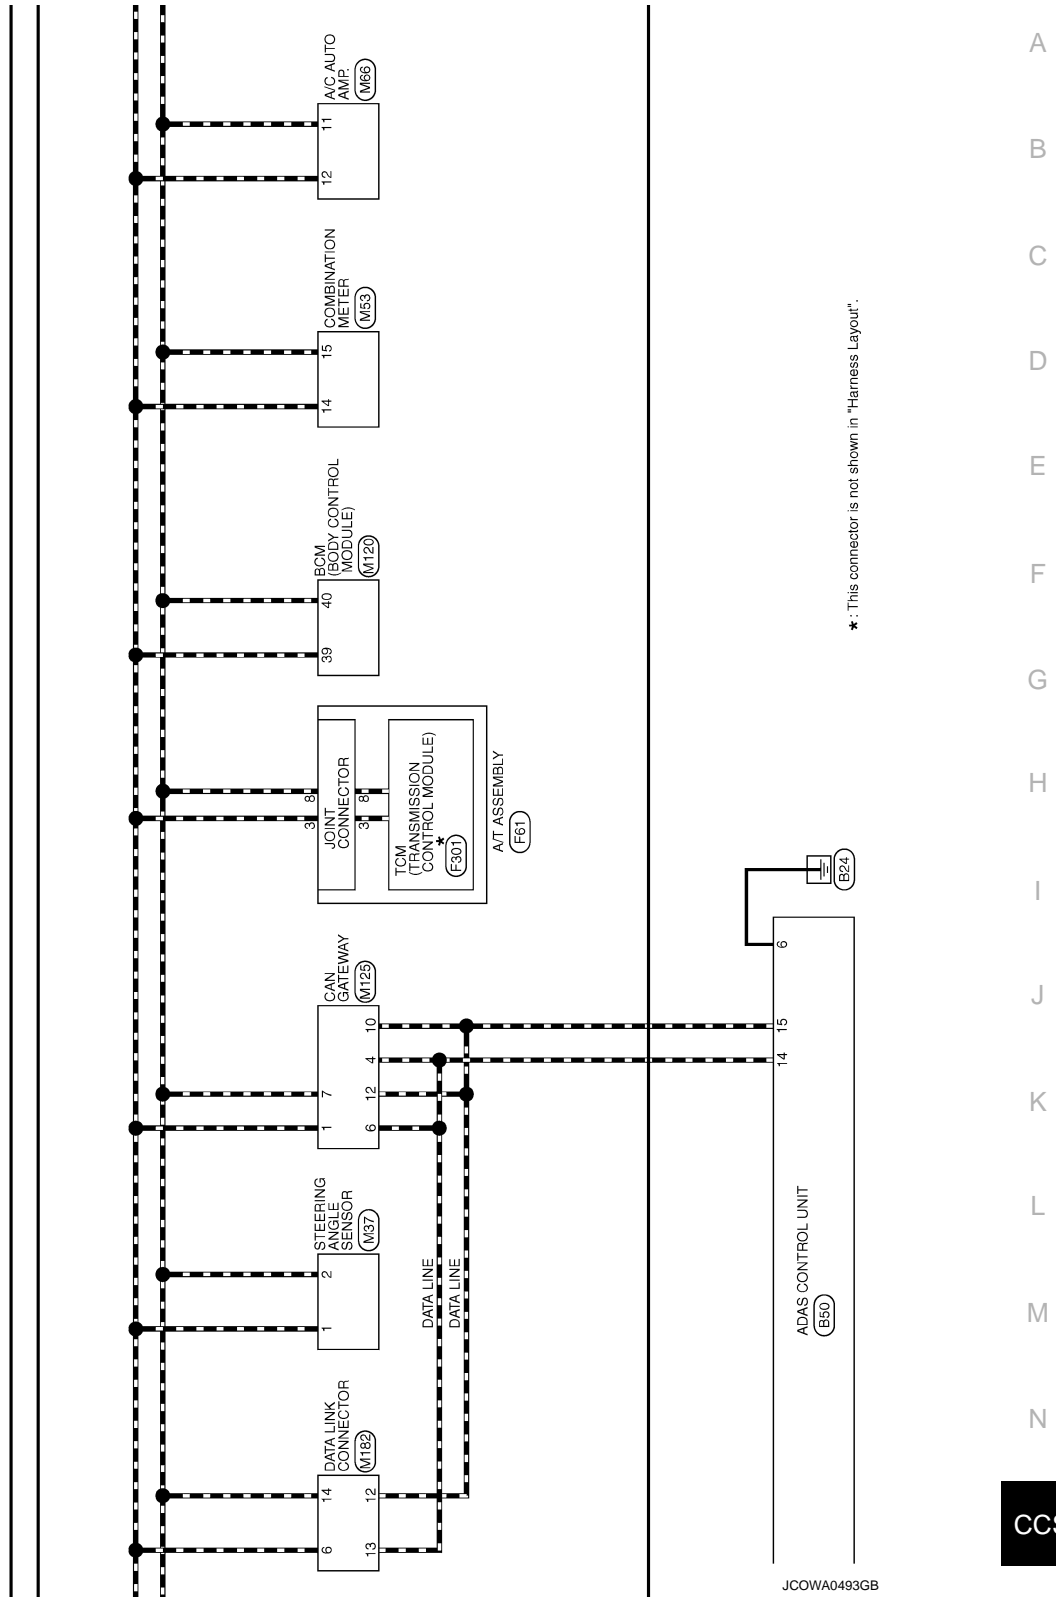 A
B
C
D
E
F
G
H
I
J
K
L
M
N
A/C AUTO
AMP.
M66
11
12
COMBINATION
METER
M53
15
14
BCM
(BODY CONTROL
MODULE)
M120
40
39
JOINT
CONNECTOR
8
3
8
3
TCM
(TRANSMISSION
CONTROL MODULE)
*
F301
A/T ASSEMBLY
F61
CAN
GATEWAY
M125
7
1
10
4
12
6
STEERING
ANGLE
SENSOR
M37
2
1
DATA LINE
DATA LINE
DATA LINK
CONNECTOR
M182
14
6
12
13
B24
6
15
14
ADAS CONTROL UNIT
B50
* : This connector is not shown in "Harness Layout".
CCS
JCOWA0493GB